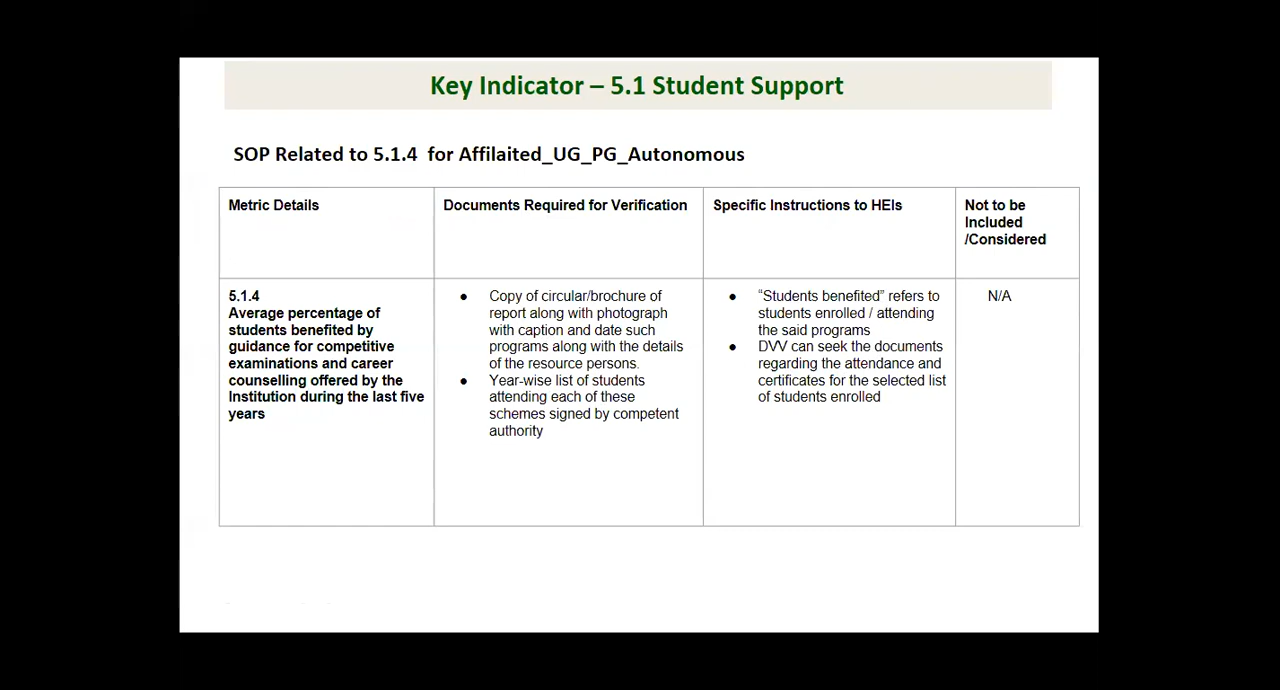 Key Indicator – 5.1 Student Support
SOP Related to 5.1.4 for Affilaited_UG_PG_Autonomous
Metric Details
Documents Required for Verification
Specific Instructions to HEIs
Not to be
Included
/Considered
5.1.4
Average percentage of
students benefited by
guidance for competitive
examinations and career
counselling offered by the
Institution during the last five
years
● Copy of circular/brochure of
report along with photograph
with caption and date such
programs along with the details
of the resource persons.
● Year-wise list of students
attending each of these
schemes signed by competent
authority
● “Students benefited” refers to
students enrolled / attending
the said programs
● DVV can seek the documents
regarding the attendance and
certificates for the selected list
of students enrolled
N/A